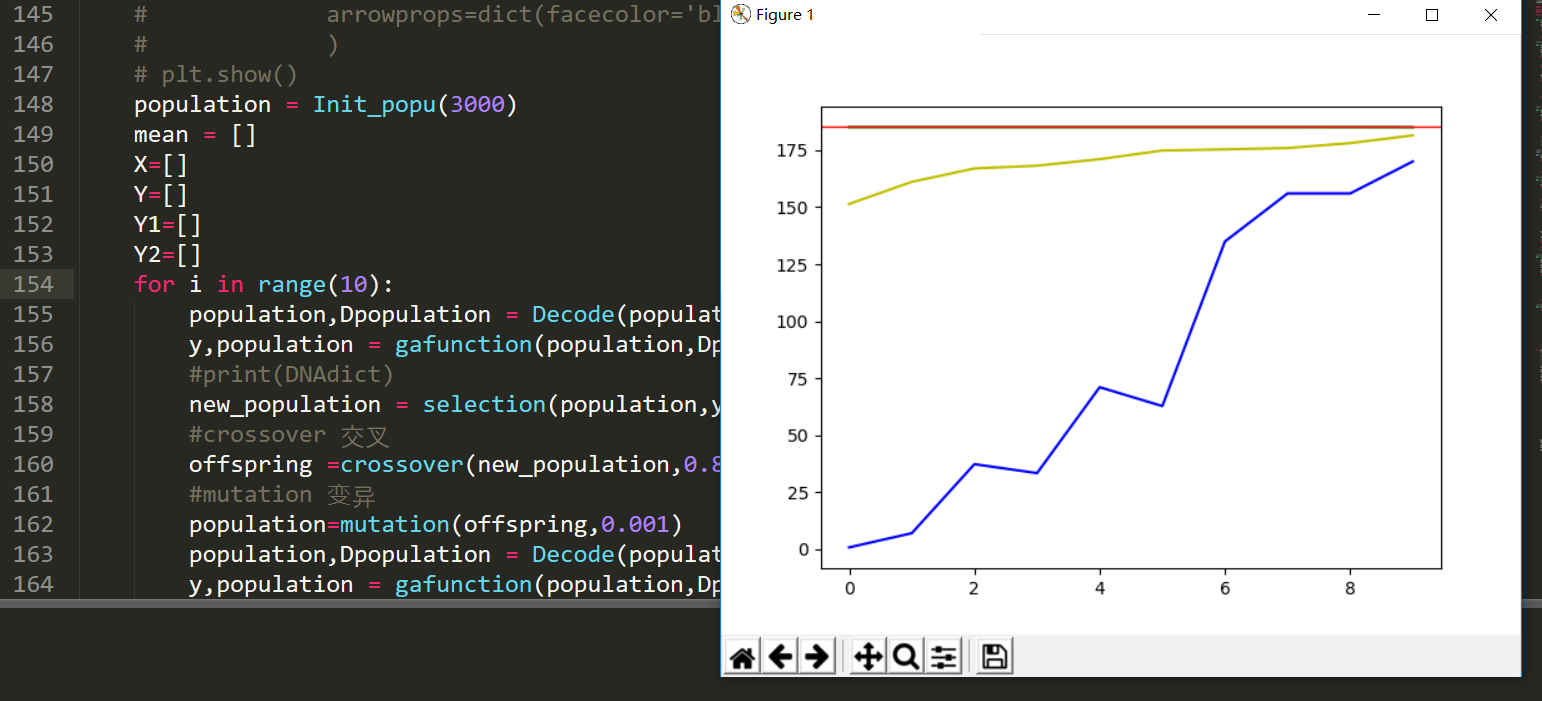 145 # arrowprops=dict(facecolor='bl
146 # )
147 # plt.show()
148 population = Init_popu(3000)
149 mean = []
150 X=[]
151 Y=[]
152 Y1=[]
153 Y2=[]
154 for i in range(10):
155 population,Dpopulation = Decode(populat
156 y,population = gafunction(population,Dp
157 #print(DNAdict)
158 new_population = selection(population,y
159 #crossover 交叉
160 offspring =crossover(new_population,0.8
161 #mutation 变异
162 population=mutation(offspring,0.001)
163 population,Dpopulation = Decode(populat
164 y,population = gafunction(population,Dp
Figure 1
175
150
125
100
75
50
25
0
0 2 4 6 8